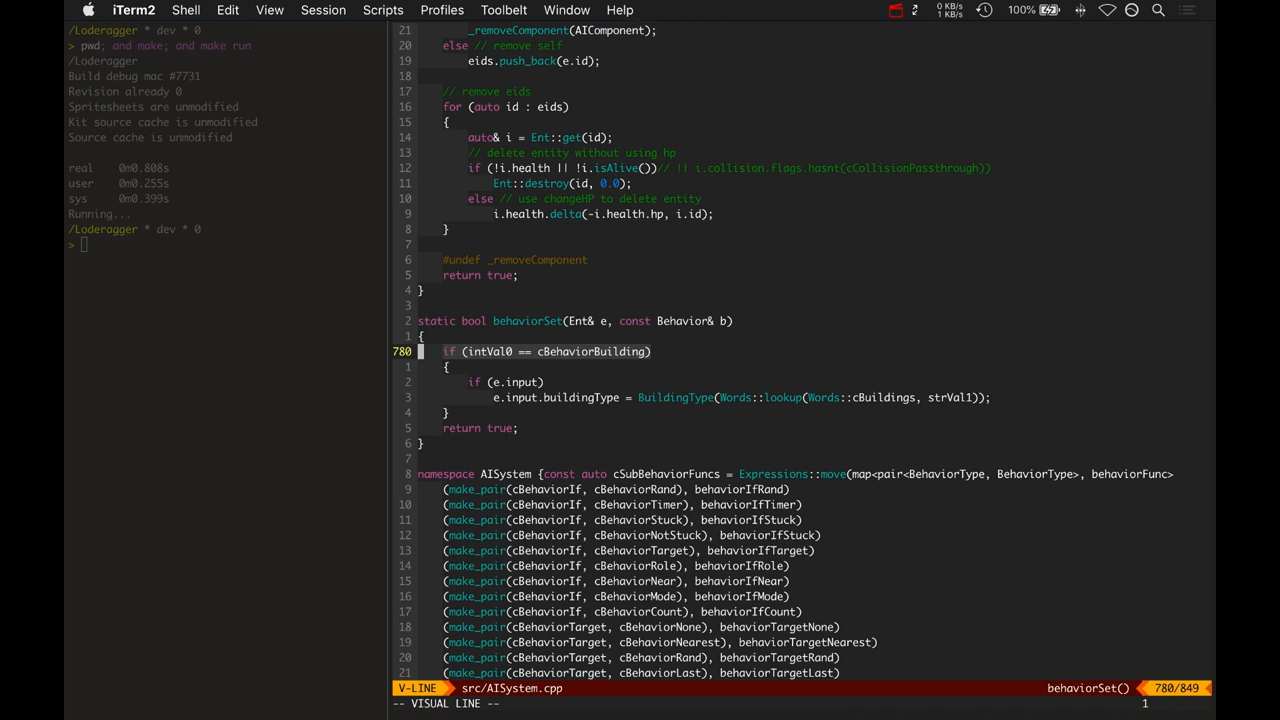 iTerm2 Shell Edit View Session Scripts Profiles Toolbelt Window Help 0 KB/s 1 KB/s 100%
/Loderagger * dev * 0
> pwd; and make; and make run
/Loderagger
Build debug mac #7731
Revision already 0
Spritesheets are unmodified
Kit source cache is unmodified
Source cache is unmodified
real 0m0.808s
user 0m0.255s
sys 0m0.399s
Running...
/Loderagger * dev * 0
>
21 _removeComponent(AIComponent);
20 else // remove self
19 eids.push_back(e.id);
18
17 // remove eids
16 for (auto id : eids)
15 {
14 auto& i = Ent::get(id);
13 // delete entity without using hp
12 if (!i.health || !i.isAlive())// || i.collision.flags.hasnt(cCollisionPassthrough))
11 Ent::destroy(id, 0.0);
10 else // use changeHP to delete entity
9 i.health.delta(-i.health.hp, i.id);
8 }
7
6 #undef _removeComponent
5 return true;
4 }
3
2 static bool behaviorSet(Ent& e, const Behavior& b)
1 {
780 if (intVal0 == cBehaviorBuilding)
1 {
2 if (e.input)
3 e.input.buildingType = BuildingType(Words::lookup(Words::cBuildings, strVal1));
4 }
5 return true;
6 }
7
8 namespace AISystem {const auto cSubBehaviorFuncs = Expressions::move(map<pair<BehaviorType, BehaviorType>, behaviorFunc>
9 (make_pair(cBehaviorIf, cBehaviorRand), behaviorIfRand)
10 (make_pair(cBehaviorIf, cBehaviorTimer), behaviorIfTimer)
11 (make_pair(cBehaviorIf, cBehaviorStuck), behaviorIfStuck)
12 (make_pair(cBehaviorIf, cBehaviorNotStuck), behaviorIfStuck)
13 (make_pair(cBehaviorIf, cBehaviorTarget), behaviorIfTarget)
14 (make_pair(cBehaviorIf, cBehaviorRole), behaviorIfRole)
15 (make_pair(cBehaviorIf, cBehaviorNear), behaviorIfNear)
16 (make_pair(cBehaviorIf, cBehaviorMode), behaviorIfMode)
17 (make_pair(cBehaviorIf, cBehaviorCount), behaviorIfCount)
18 (make_pair(cBehaviorTarget, cBehaviorNone), behaviorTargetNone)
19 (make_pair(cBehaviorTarget, cBehaviorNearest), behaviorTargetNearest)
20 (make_pair(cBehaviorTarget, cBehaviorRand), behaviorTargetRand)
21 (make_pair(cBehaviorTarget, cBehaviorLast), behaviorTargetLast)
V-LINE src/AISystem.cpp behaviorSet() 780/849
-- VISUAL LINE -- 1